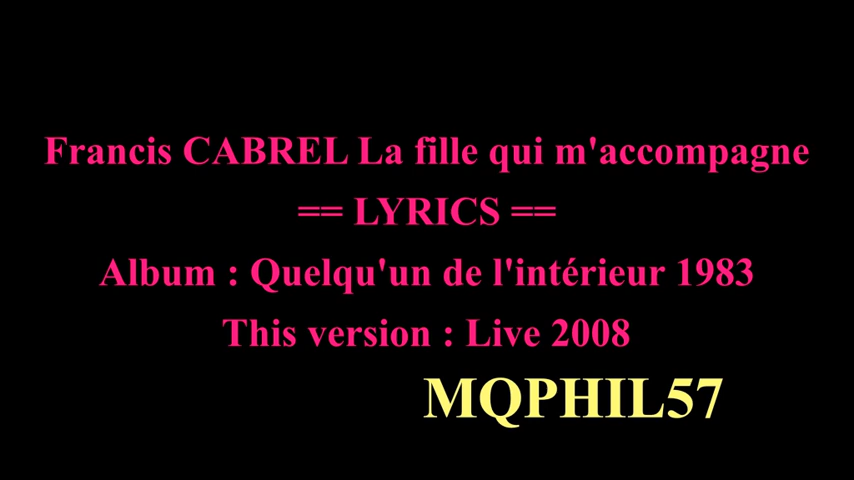 Francis CABREL La fille qui m'accompagne
== LYRICS ==
Album : Quelqu'un de l'intérieur 1983
This version : Live 2008
MQPHIL57